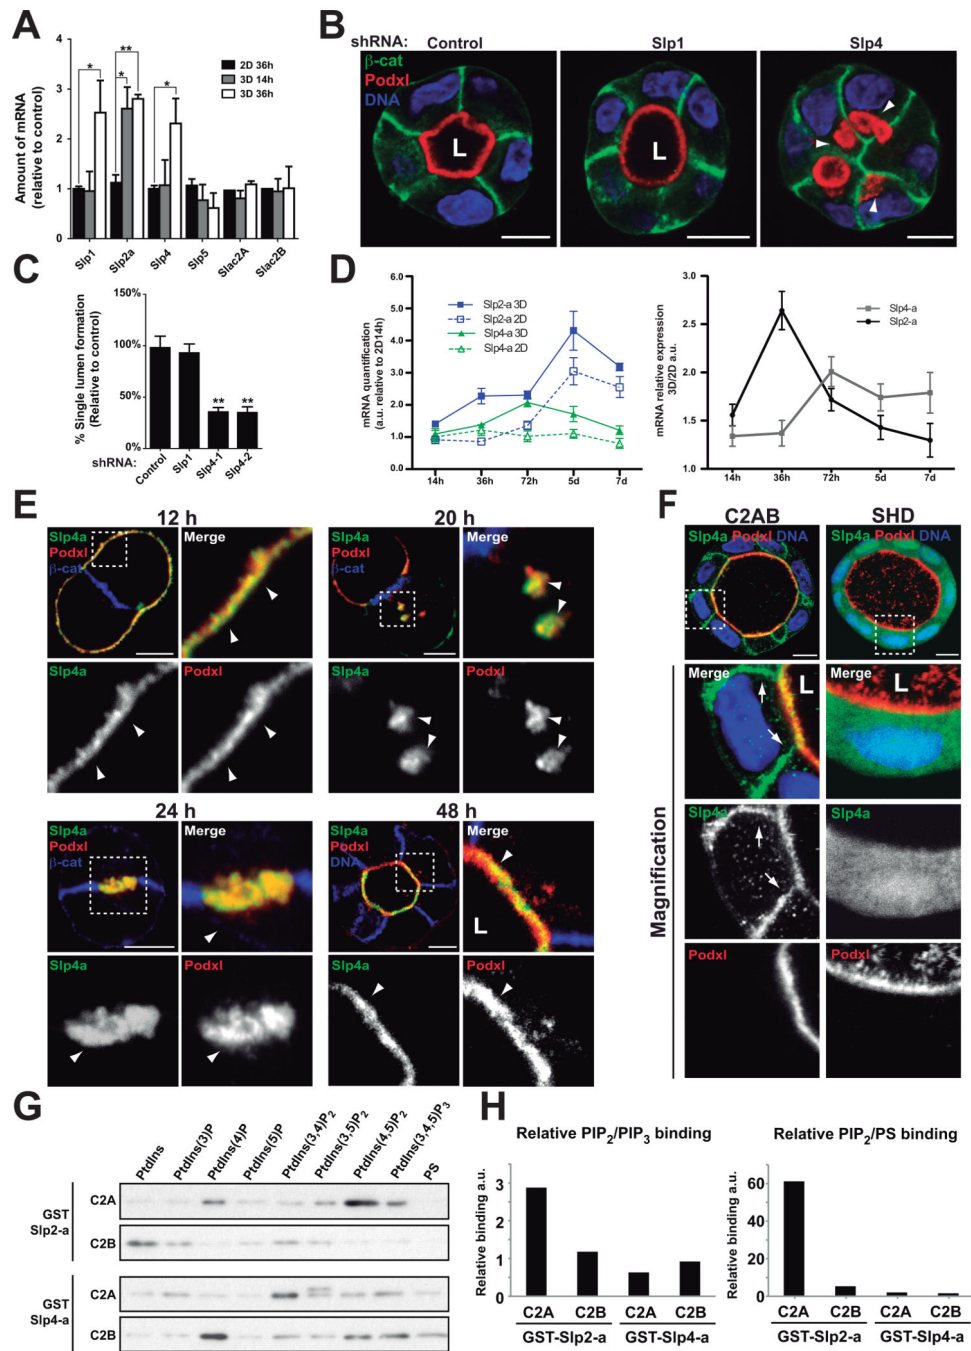 A
Amount of mRNA
(relative to control)
4
3
2
1
0
2D 36h
3D 14h
3D 36h
*
*
**
*
Slp1
Slp2a
Slp4
Slp5
Slac2A
Slac2B
B
shRNA:
Control
Slp1
Slp4
β-cat
Podxl
DNA
L
L
C
% Single lumen formation
(Relative to control)
150%
100%
50%
0%
**
**
shRNA:
Control
Slp1
Slp4-1
Slp4-2
D
mRNA quantification
(a.u. relative to 2D14h)
6.0
5.0
4.0
3.0
2.0
1.0
0.0
Slp2-a 3D
Slp2-a 2D
Slp4-a 3D
Slp4-a 2D
14h
36h
72h
5d
7d
mRNA relative expression
3D/2D a.u.
3.0
2.5
2.0
1.5
1.0
Slp4-a
Slp2-a
14h
36h
72h
5d
7d
E
12 h
Slp4a
Podxl
β-cat
Merge
Slp4a
Podxl
20 h
Slp4a
Podxl
β-cat
Merge
Slp4a
Podxl
24 h
Slp4a
Podxl
β-cat
Merge
Slp4a
Podxl
48 h
Slp4a
Podxl
DNA
Merge
L
Slp4a
Podxl
F
C2AB
SHD
Slp4a Podxl DNA
Slp4a Podxl DNA
Magnification
Merge
L
Merge
L
Slp4a
Slp4a
Podxl
Podxl
G
PtdIns
PtdIns(3)P
PtdIns(4)P
PtdIns(5)P
PtdIns(3,4)P2
PtdIns(3,5)P2
PtdIns(4,5)P2
PtdIns(3,4,5)P3
PS
GST
Slp2-a
C2A
C2B
GST
Slp4-a
C2A
C2B
H
Relative PIP2/PIP3 binding
Relative binding a.u.
3
2
1
0
C2A
C2B
C2A
C2B
GST-Slp2-a
GST-Slp4-a
Relative PIP2/PS binding
Relative binding a.u.
60
40
20
0
C2A
C2B
C2A
C2B
GST-Slp2-a
GST-Slp4-a